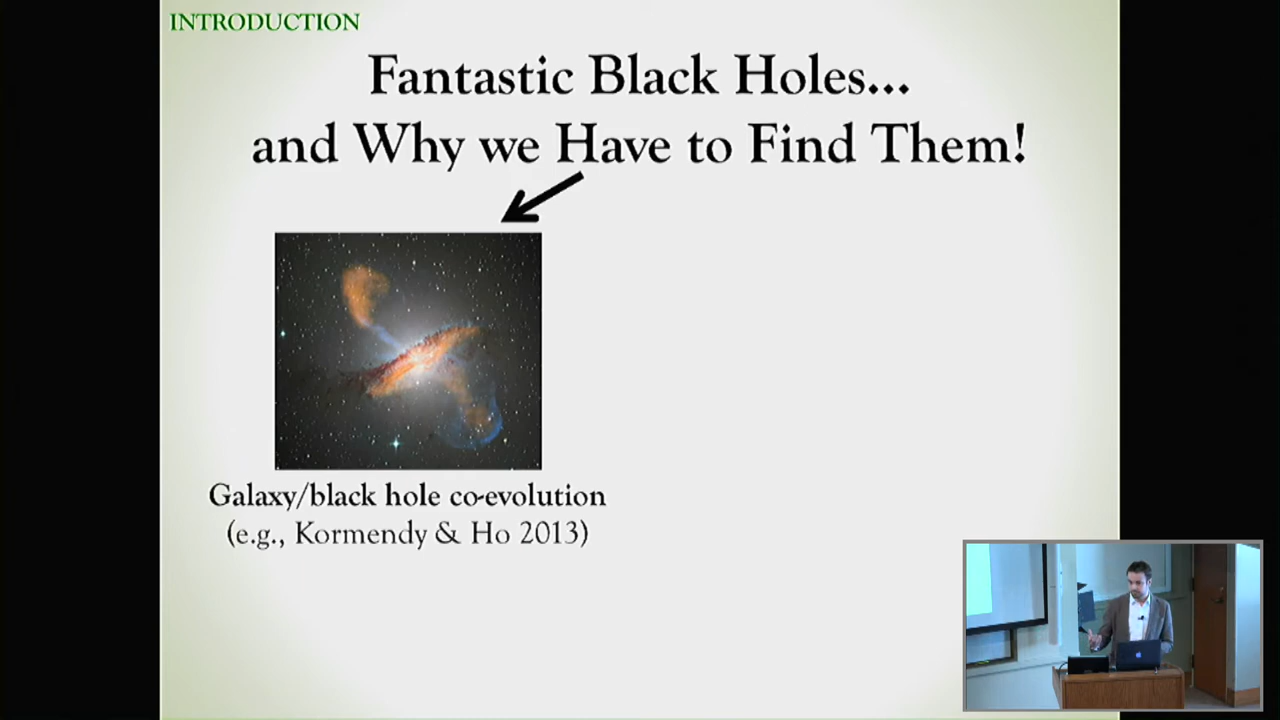 INTRODUCTION
Fantastic Black Holes...
and Why we Have to Find Them!
Galaxy/black hole co-evolution
(e.g., Kormendy & Ho 2013)